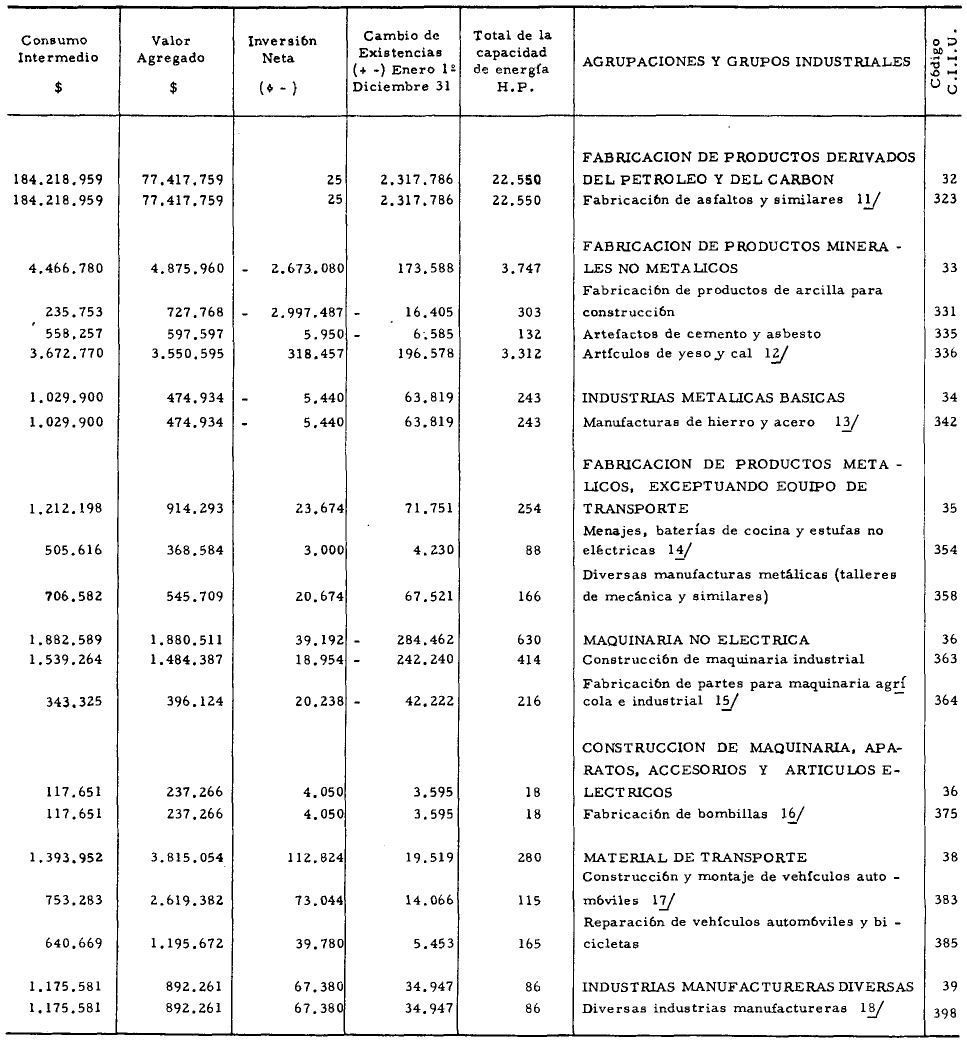 Consumo Intermedio $ | Valor Agregado $ | Inversión Neta (+ -) | Cambio de Existencias (+ -) Enero 1º Diciembre 31 | Total de la capacidad de energía H.P. | AGRUPACIONES Y GRUPOS INDUSTRIALES | Código C.I.I.U.
FABRICACION DE PRODUCTOS DERIVADOS
184.218.959 77.417.759 25 2.317.786 22.550 DEL PETROLEO Y DEL CARBON 32
184.218.959 77.417.759 25 2.317.786 22.550 Fabricación de asfaltos y similares 11/ 323
FABRICACION DE PRODUCTOS MINERA -
4.466.780 4.875.960 - 2.673.080 173.588 3.747 LES NO METALICOS 33
Fabricación de productos de arcilla para
235.753 727.768 - 2.997.487 - 16.405 303 construcción 331
558.257 597.597 5.950 - 6.585 132 Artefactos de cemento y asbesto 335
3.672.770 3.550.595 318.457 196.578 3.312 Artículos de yeso y cal 12/ 336
1.029.900 474.934 - 5.440 63.819 243 INDUSTRIAS METALICAS BASICAS 34
1.029.900 474.934 - 5.440 63.819 243 Manufacturas de hierro y acero 13/ 342
FABRICACION DE PRODUCTOS META -
LICOS, EXCEPTUANDO EQUIPO DE
1.212.198 914.293 23.674 71.751 254 TRANSPORTE 35
Menajes, baterías de cocina y estufas no
505.616 368.584 3.000 4.230 88 eléctricas 14/ 354
Diversas manufacturas metálicas (talleres
706.582 545.709 20.674 67.521 166 de mecánica y similares) 358
1.882.589 1.880.511 39.192 - 284.462 630 MAQUINARIA NO ELECTRICA 36
1.539.264 1.484.387 18.954 - 242.240 414 Construcción de maquinaria industrial 363
Fabricación de partes para maquinaria agrí
343.325 396.124 20.238 - 42.222 216 cola e industrial 15/ 364
CONSTRUCCION DE MAQUINARIA, APA-
RATOS, ACCESORIOS Y ARTICULOS E-
117.651 237.266 4.050 3.595 18 LECTRICOS 36
117.651 237.266 4.050 3.595 18 Fabricación de bombillas 16/ 375
1.393.952 3.815.054 112.824 19.519 280 MATERIAL DE TRANSPORTE 38
Construcción y montaje de vehículos auto -
753.283 2.619.382 73.044 14.066 115 móviles 17/ 383
Reparación de vehículos automóviles y bi -
640.669 1.195.672 39.780 5.453 165 cicletas 385
1.175.581 892.261 67.380 34.947 86 INDUSTRIAS MANUFACTURERAS DIVERSAS 39
1.175.581 892.261 67.380 34.947 86 Diversas industrias manufactureras 18/ 398